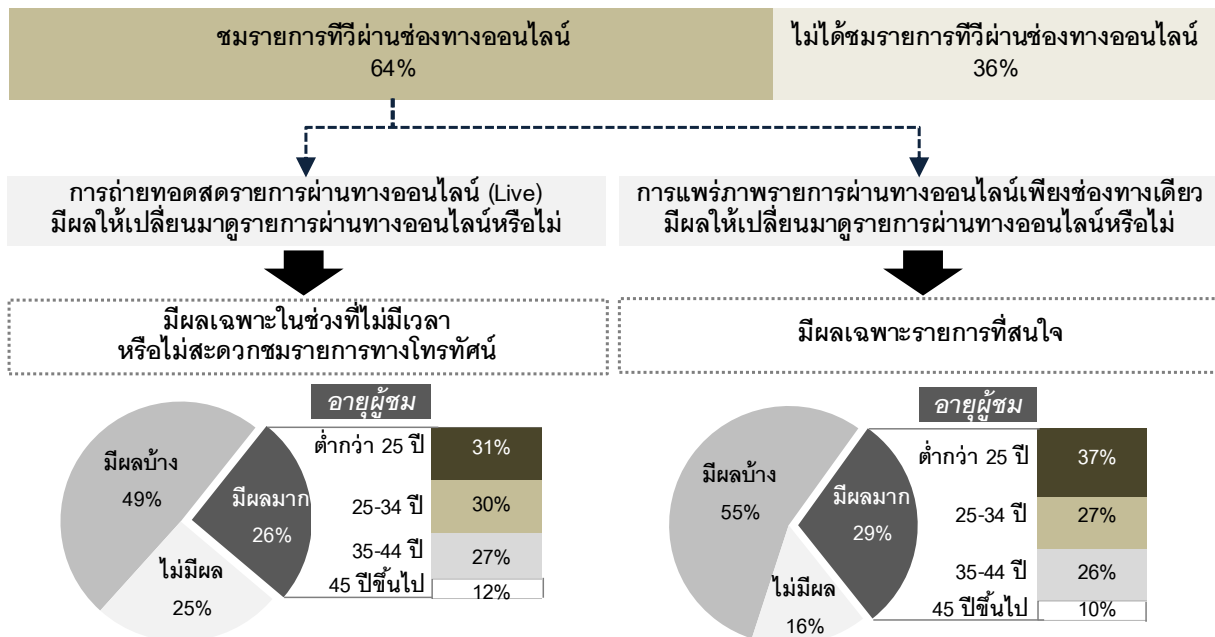 ชมรายการทีวีผ่านช่องทางออนไลน์
64%
ไม่ได้ชมรายการทีวีผ่านช่องทางออนไลน์
36%
การถ่ายทอดสดรายการผ่านทางออนไลน์ (Live)
มีผลให้เปลี่ยนมาดูรายการผ่านทางออนไลน์หรือไม่
การแพร่ภาพรายการผ่านทางออนไลน์เพียงช่องทางเดียว
มีผลให้เปลี่ยนมาดูรายการผ่านทางออนไลน์หรือไม่
มีผลเฉพาะในช่วงที่ไม่มีเวลา
หรือไม่สะดวกชมรายการทางโทรทัศน์
มีผลเฉพาะรายการที่สนใจ
มีผลบ้าง
49%
มีผลมาก
26%
ไม่มีผล
25%
อายุผู้ชม
ต่ำกว่า 25 ปี 31%
25-34 ปี 30%
35-44 ปี 27%
45 ปีขึ้นไป 12%
มีผลบ้าง
55%
มีผลมาก
29%
ไม่มีผล
16%
อายุผู้ชม
ต่ำกว่า 25 ปี 37%
25-34 ปี 27%
35-44 ปี 26%
45 ปีขึ้นไป 10%